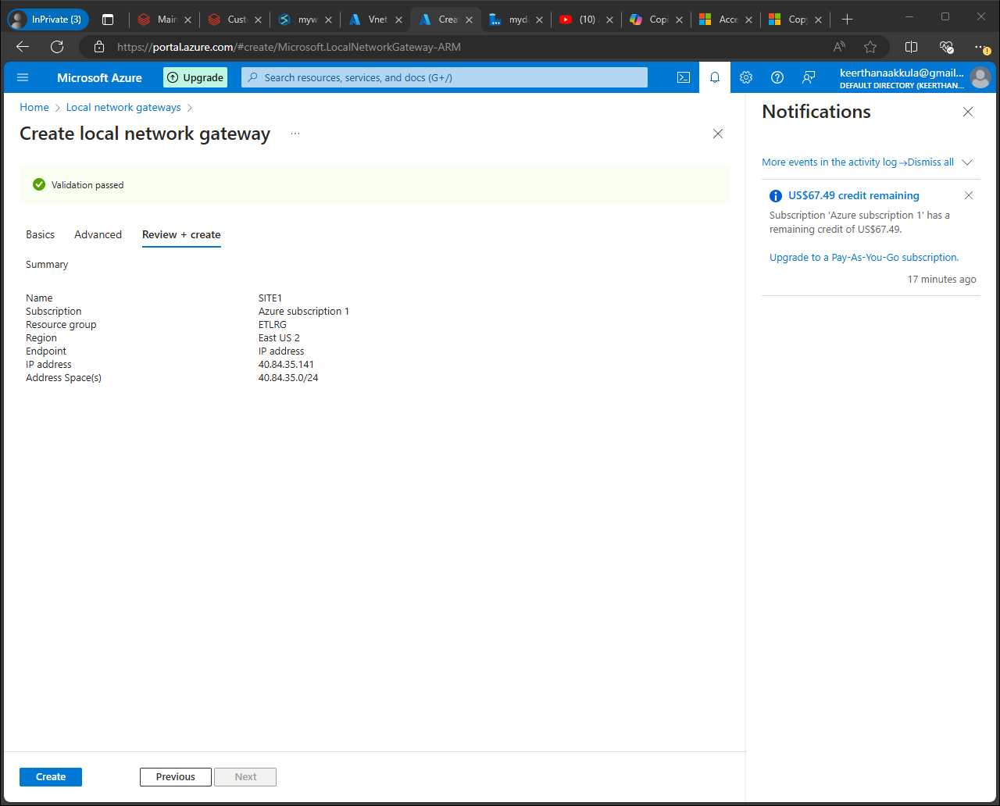 InPrivate (3)
Main
Custo
myw
Vnet
Crea
myda
(10)
Copi
Acce
Copy
https://portal.azure.com/#create/Microsoft.LocalNetworkGateway-ARM
Microsoft Azure
Upgrade
Search resources, services, and docs (G+/)
keerthanaakkula@gmail...
DEFAULT DIRECTORY (KEERTHAN...
Home > Local network gateways >
Create local network gateway ...
Validation passed
Basics Advanced Review + create
Summary
Name SITE1
Subscription Azure subscription 1
Resource group ETLRG
Region East US 2
Endpoint IP address
IP address 40.84.35.141
Address Space(s) 40.84.35.0/24
Create Previous Next
Notifications
More events in the activity log → Dismiss all
US$67.49 credit remaining
Subscription 'Azure subscription 1' has a
remaining credit of US$67.49.
Upgrade to a Pay-As-You-Go subscription.
17 minutes ago